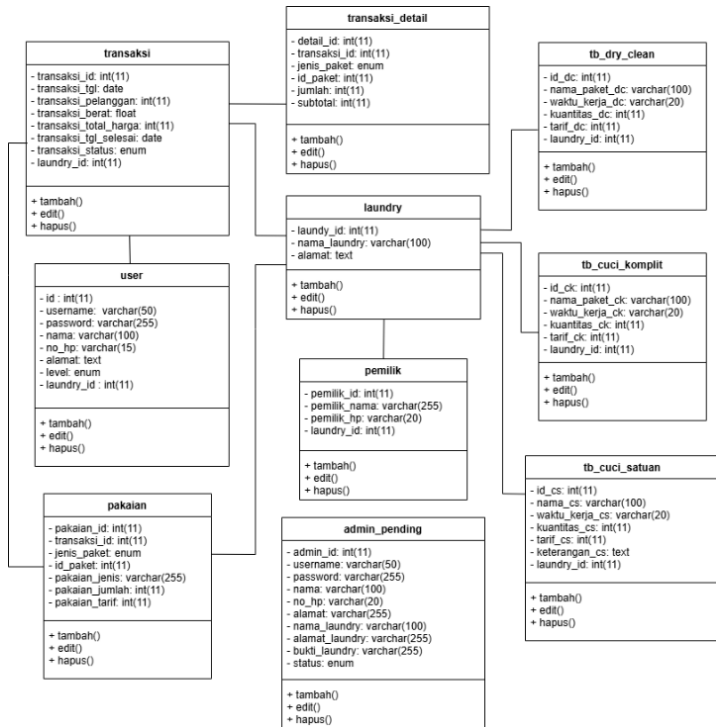 transaksi
- transaksi_id: int(11)
- transaksi_tgl: date
- transaksi_pelanggan: int(11)
- transaksi_berat: float
- transaksi_total_harga: int(11)
- transaksi_tgl_selesai: date
- transaksi_status: enum
- laundry_id: int(11)
+ tambah()
+ edit()
+ hapus()
transaksi_detail
- detail_id: int(11)
- transaksi_id: int(11)
- jenis_paket: enum
- id_paket: int(11)
- jumlah: int(11)
- subtotal: int(11)
+ tambah()
+ edit()
+ hapus()
tb_dry_clean
- id_dc: int(11)
- nama_paket_dc: varchar(100)
- waktu_kerja_dc: varchar(20)
- kuantitas_dc: int(11)
- tarif_dc: int(11)
- laundry_id: int(11)
+ tambah()
+ edit()
+ hapus()
laundry
- laundy_id: int(11)
- nama_laundry: varchar(100)
- alamat: text
+ tambah()
+ edit()
+ hapus()
user
- id : int(11)
- username: varchar(50)
- password: varchar(255)
- nama: varchar(100)
- no_hp: varchar(15)
- alamat: text
- level: enum
- laundry_id : int(11)
+ tambah()
+ edit()
+ hapus()
tb_cuci_komplit
- id_ck: int(11)
- nama_paket_ck: varchar(100)
- waktu_kerja_ck: varchar(20)
- kuantitas_ck: int(11)
- tarif_ck: int(11)
- laundry_id: int(11)
+ tambah()
+ edit()
+ hapus()
pemilik
- pemilik_id: int(11)
- pemilik_nama: varchar(255)
- pemilik_hp: varchar(20)
- laundry_id: int(11)
+ tambah()
+ edit()
+ hapus()
tb_cuci_satuan
- id_cs: int(11)
- nama_cs: varchar(100)
- waktu_kerja_cs: varchar(20)
- kuantitas_cs: int(11)
- tarif_cs: int(11)
- keterangan_cs: text
- laundry_id: int(11)
+ tambah()
+ edit()
+ hapus()
pakaian
- pakaian_id: int(11)
- transaksi_id: int(11)
- jenis_paket: enum
- id_paket: int(11)
- pakaian_jenis: varchar(255)
- pakaian_jumlah: int(11)
- pakaian_tarif: int(11)
+ tambah()
+ edit()
+ hapus()
admin_pending
- admin_id: int(11)
- username: varchar(50)
- password: varchar(255)
- nama: varchar(100)
- no_hp: varchar(20)
- alamat: varchar(255)
- nama_laundry: varchar(100)
- alamat_laundry: varchar(255)
- bukti_laundry: varchar(255)
- status: enum
+ tambah()
+ edit()
+ hapus()